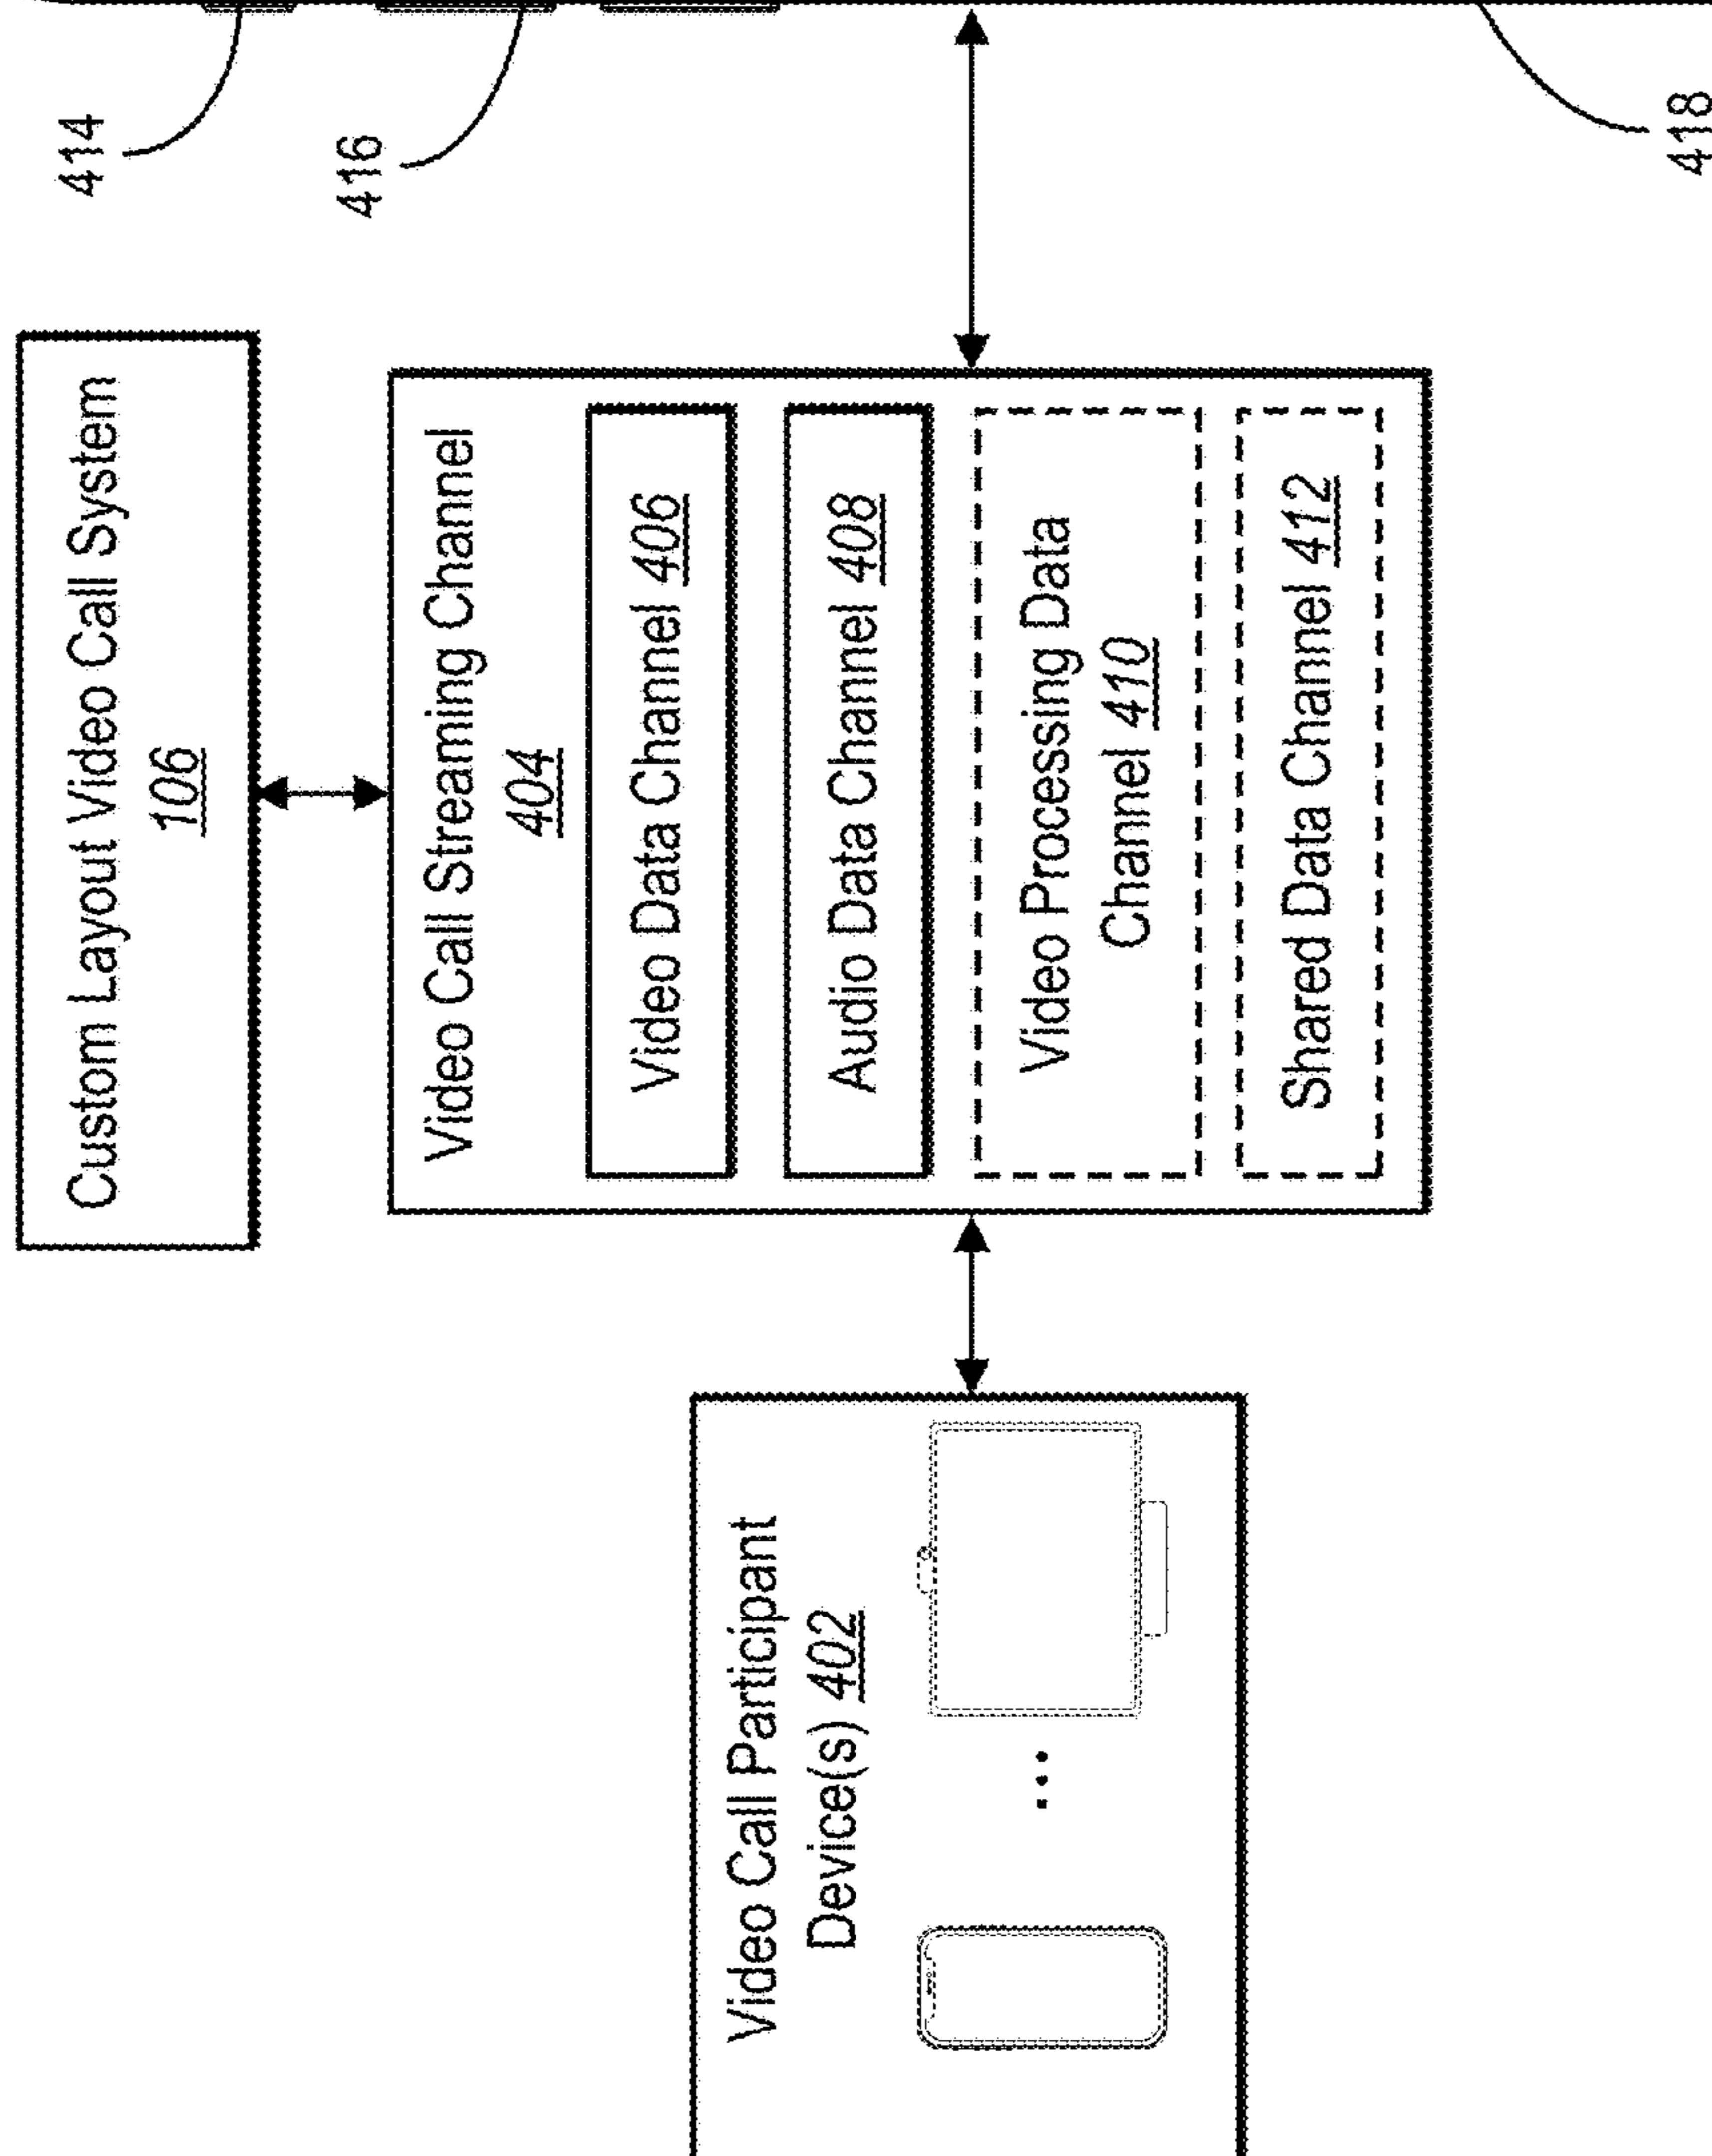 Custom Layout Video Call System
106
Video Call Participant
Device(s) 402
...
Video Call Streaming Channel
404
Video Data Channel 406
Audio Data Channel 408
Video Processing Data
Channel 410
Shared Data Channel 412
414
416
418